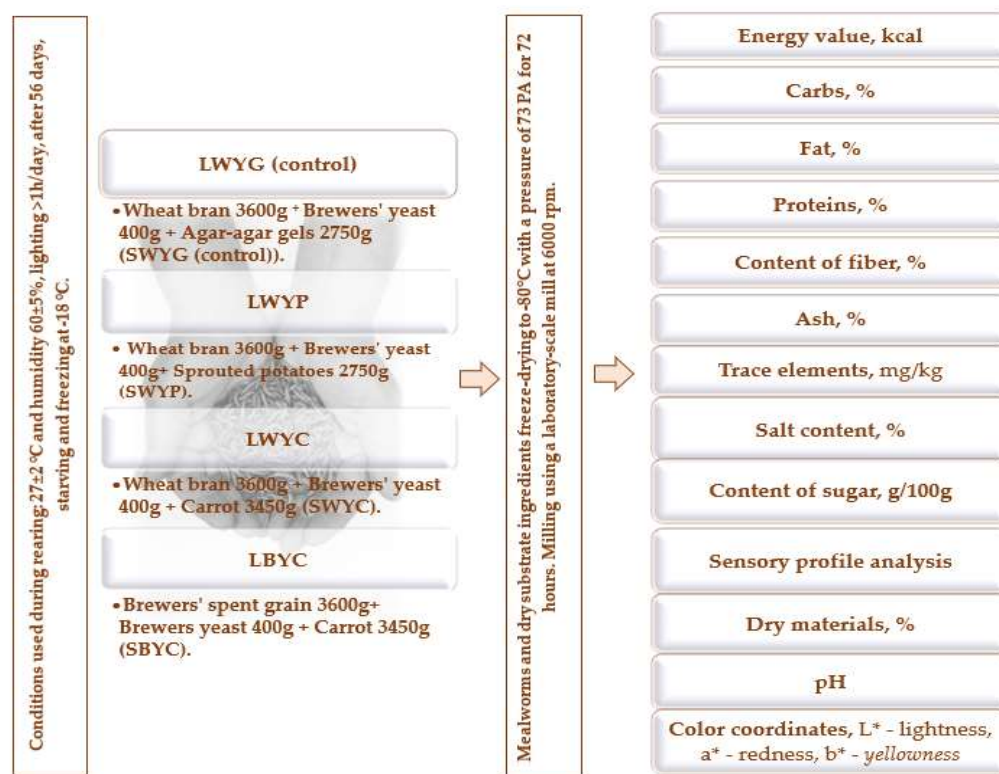 Conditions used during rearing: 27±2 °C and humidity 60±5%, lighting >1h/day, after 56 days,
starving and freezing at -18 °C.
LWYG (control)
•Wheat bran 3600g + Brewers' yeast
400g + Agar-agar gels 2750g
(SWYG (control)).
LWYP
• Wheat bran 3600g + Brewers' yeast
400g+ Sprouted potatoes 2750g
(SWYP).
LWYC
•Wheat bran 3600g + Brewers' yeast
400g + Carrot 3450g (SWYC).
LBYC
•Brewers' spent grain 3600g+
Brewers yeast 400g + Carrot 3450g
(SBYC).
Mealworms and dry substrate ingredients freeze-drying to -80°C with a pressure of 73 PA for 72
hours. Milling using a laboratory-scale mill at 6000 rpm.
Energy value, kcal
Carbs, %
Fat, %
Proteins, %
Content of fiber, %
Ash, %
Trace elements, mg/kg
Salt content, %
Content of sugar, g/100g
Sensory profile analysis
Dry materials, %
pH
Color coordinates, L* - lightness,
a* - redness, b* - yellowness